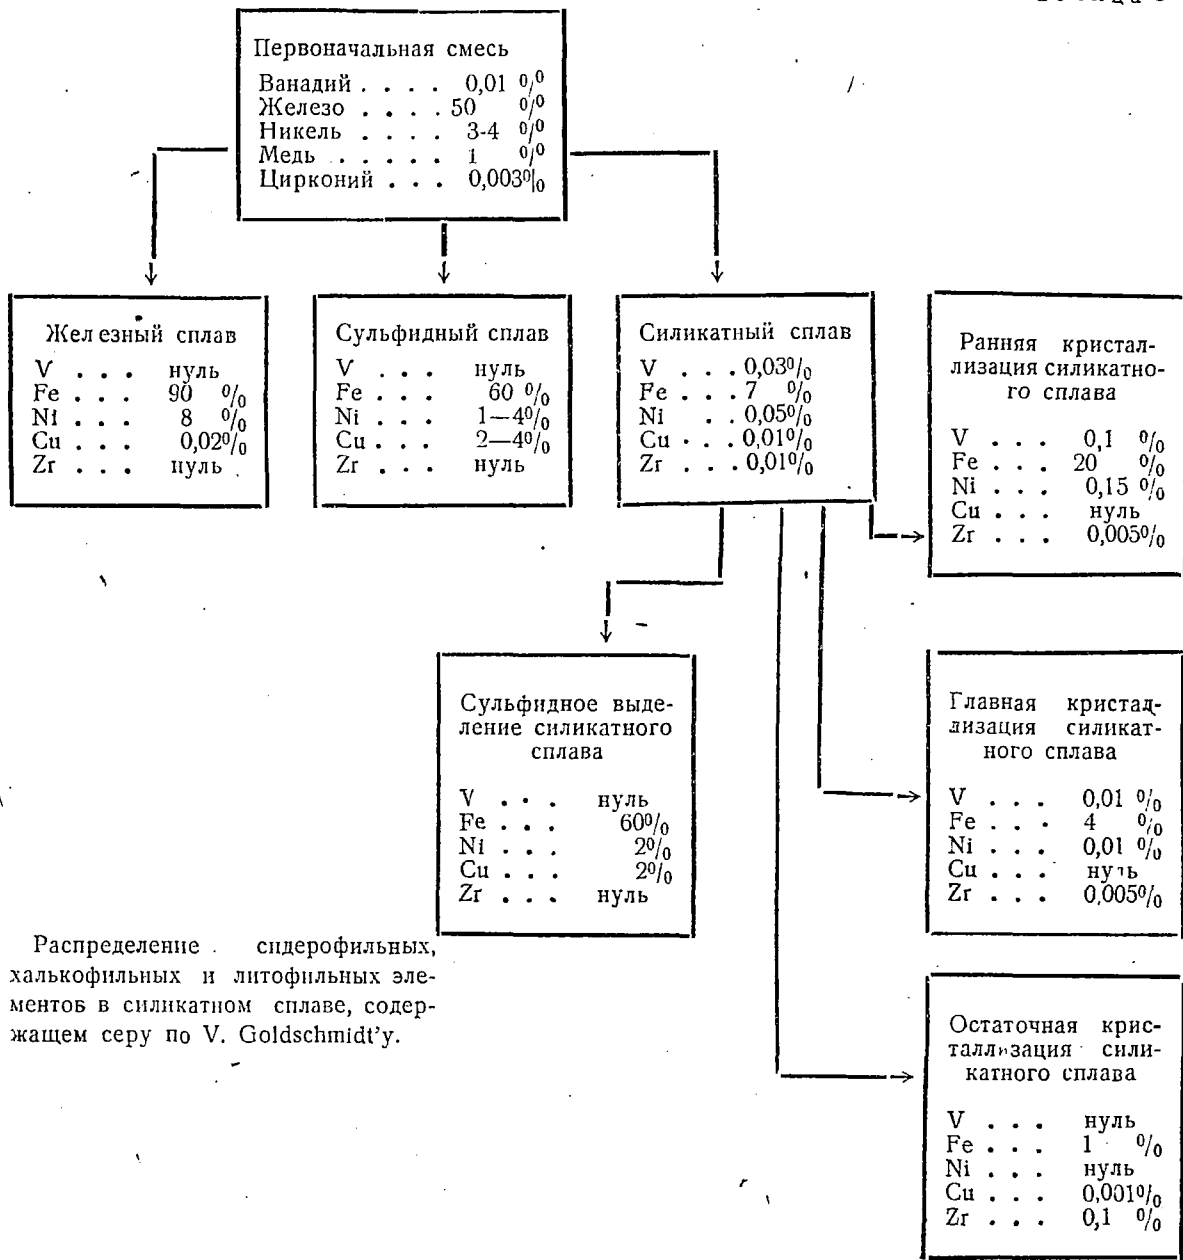 Первоначальная смесь
Ванадий . . . . 0,01 %
Железо . . . . 50 %
Никель . . . . 3-4 %
Медь . . . . . 1 %
Цирконий . . . 0,003%
Железный сплав
V . . . нуль
Fe . . . 90 %
Ni . . . 8 %
Cu . . . 0,02%
Zr . . . нуль
Сульфидный сплав
V . . . нуль
Fe . . . 60 %
Ni . . . 1—4%
Cu . . . 2—4%
Zr . . . нуль
Силикатный сплав
V . . . 0,03%
Fe . . . 7 %
Ni . . . 0,05%
Cu . . . 0,01%
Zr . . . 0,01%
Ранняя кристал-
лизация силикатно-
го сплава
V . . . 0,1 %
Fe . . . 20 %
Ni . . . 0,15 %
Cu . . . нуль
Zr . . . 0,005%
Сульфидное выде-
ление силикатного
сплава
V . . . нуль
Fe . . . 60%
Ni . . . 2%
Cu . . . 2%
Zr . . . нуль
Главная кристал-
лизация силикат-
ного сплава
V . . . 0,01 %
Fe . . . 4 %
Ni . . . 0,01 %
Cu . . . нуль
Zr . . . 0,005%
Остаточная крис-
таллизация сили-
катного сплава
V . . . нуль
Fe . . . 1 %
Ni . . . нуль
Cu . . . 0,001%
Zr . . . 0,1 %
Распределение сидерофильных,
халькофильных и литофильных эле-
ментов в силикатном сплаве, содер-
жащем серу по V. Goldschmidt'у.